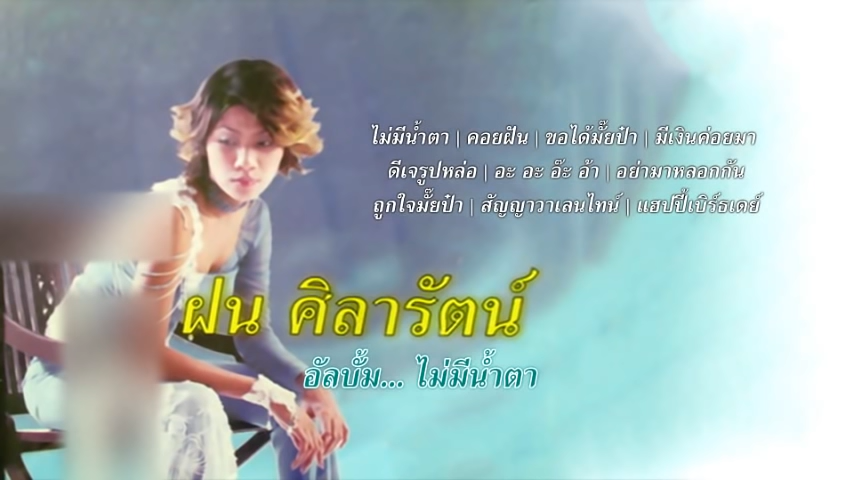 ไม่มีน้ำตา | คอยฝัน | ขอได้มั๊ยป๋า | มีเงินค่อยมา
ดีเจรูปหล่อ | อะ อะ อ๊ะ อ้า | อย่ามาหลอกกัน
ถูกใจมั๊ยป๋า | สัญญาวาเลนไทน์ | แฮปปี้เบิร์ธเดย์
ฝน ศิลารัตน์
อัลบั้ม... ไม่มีน้ำตา